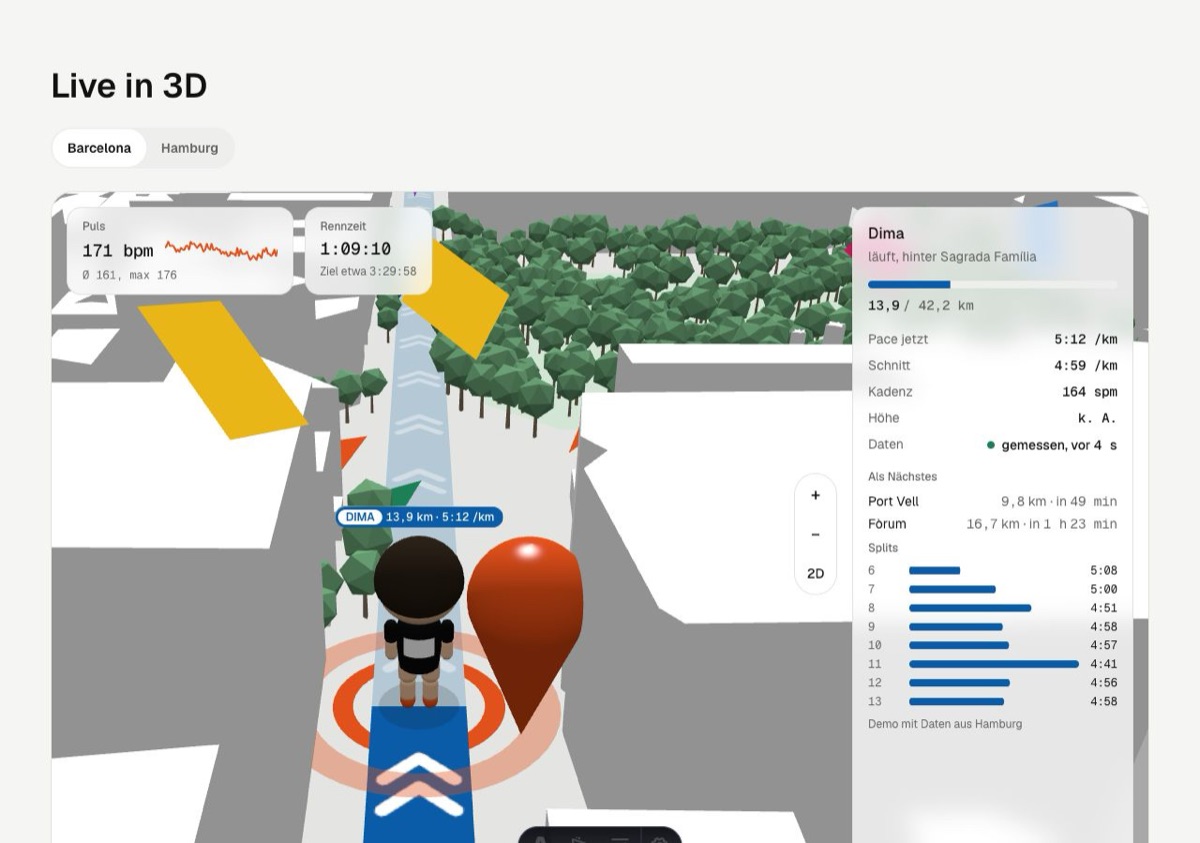 Live in 3D
Barcelona Hamburg
Puls
171 bpm
Ø 161, max 176
Rennzeit
1:09:10
Ziel etwa 3:29:58
DIMA 13,9 km · 5:12 /km
+
−
2D
Dima
läuft, hinter Sagrada Família
13,9 / 42,2 km
Pace jetzt 5:12 /km
Schnitt 4:59 /km
Kadenz 164 spm
Höhe k. A.
Daten gemessen, vor 4 s
Als Nächstes
Port Vell 9,8 km · in 49 min
Fòrum 16,7 km · in 1 h 23 min
Splits
6 5:08
7 5:00
8 4:51
9 4:58
10 4:57
11 4:41
12 4:56
13 4:58
Demo mit Daten aus Hamburg